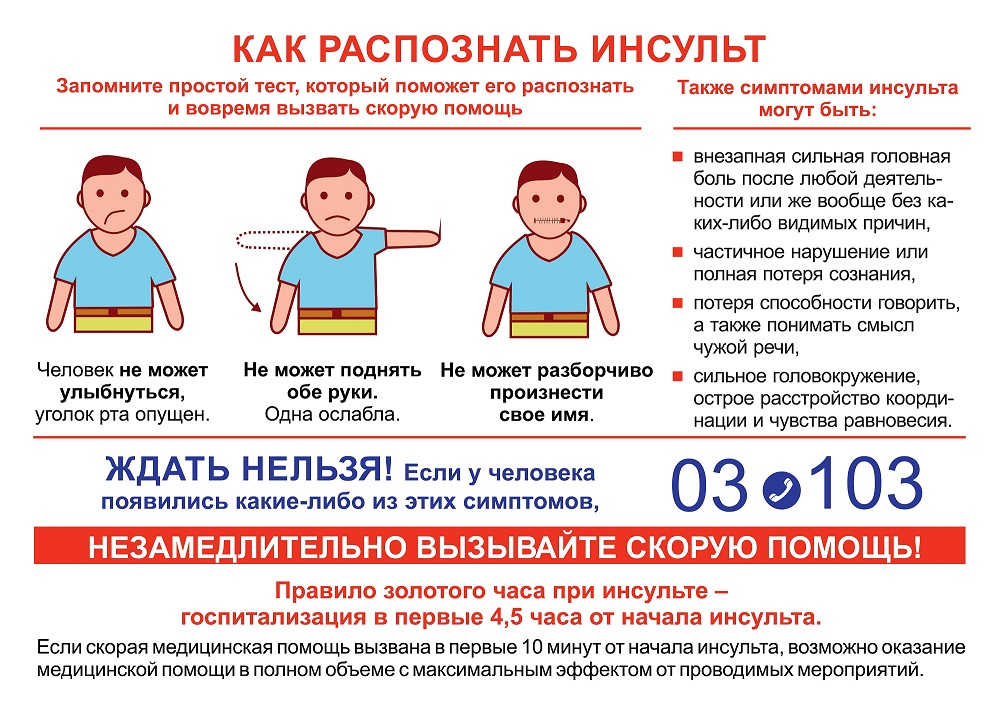 КАК РАСПОЗНАТЬ ИНСУЛЬТ
Запомните простой тест, который поможет его распознать
и вовремя вызвать скорую помощь
Человек не может
улыбнуться,
уголок рта опущен.
Не может поднять
обе руки.
Одна ослабла.
Не может разборчиво
произнести
свое имя.
Также симптомами инсульта
могут быть:
внезапная сильная головная
боль после любой деятель-
ности или же вообще без ка-
ких-либо видимых причин,
частичное нарушение или
полная потеря сознания,
потеря способности говорить,
а также понимать смысл
чужой речи,
сильное головокружение,
острое расстройство коорди-
нации и чувства равновесия.
ЖДАТЬ НЕЛЬЗЯ! Если у человека
появились какие-либо из этих симптомов,
03 103
НЕЗАМЕДЛИТЕЛЬНО ВЫЗЫВАЙТЕ СКОРУЮ ПОМОЩЬ!
Правило золотого часа при инсульте –
госпитализация в первые 4,5 часа от начала инсульта.
Если скорая медицинская помощь вызвана в первые 10 минут от начала инсульта, возможно оказание
медицинской помощи в полном объеме с максимальным эффектом от проводимых мероприятий.